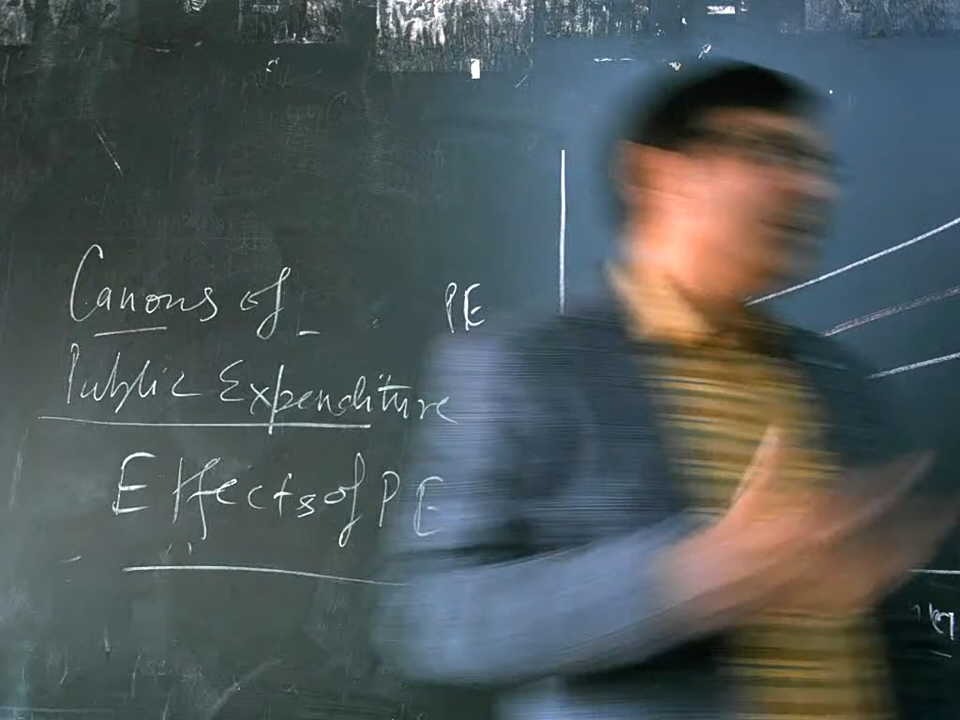 Canons of
Public Expenditure
Effects of PE
PE